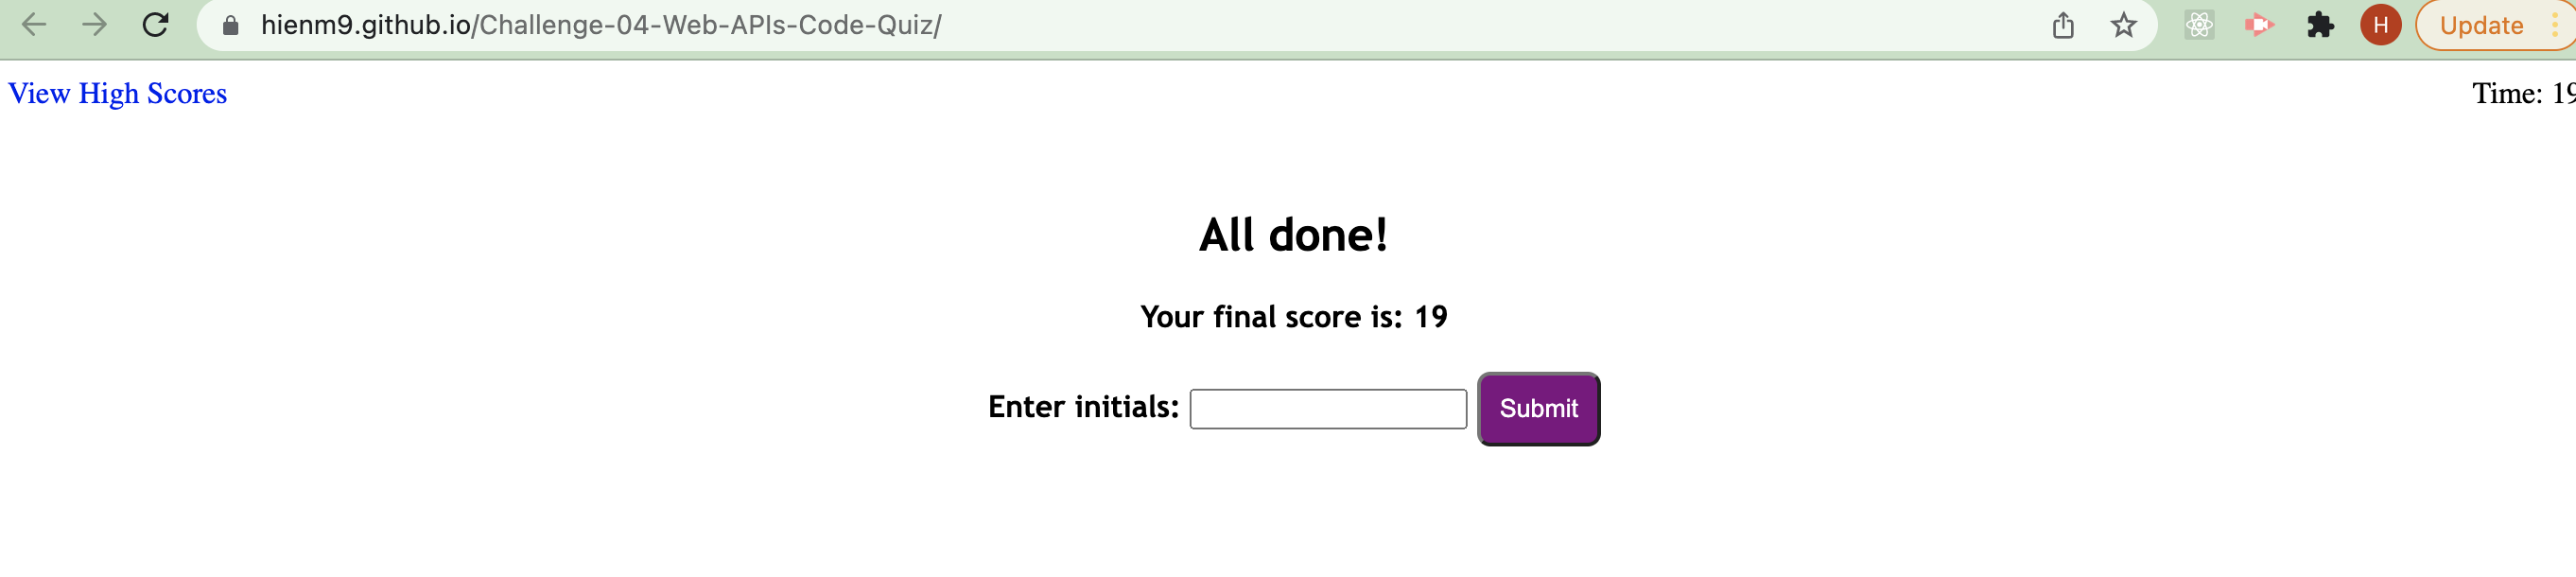 hienm9.github.io/Challenge-04-Web-APIs-Code-Quiz/
H
Update
View High Scores
Time: 19
All done!
Your final score is: 19
Enter initials:
Submit